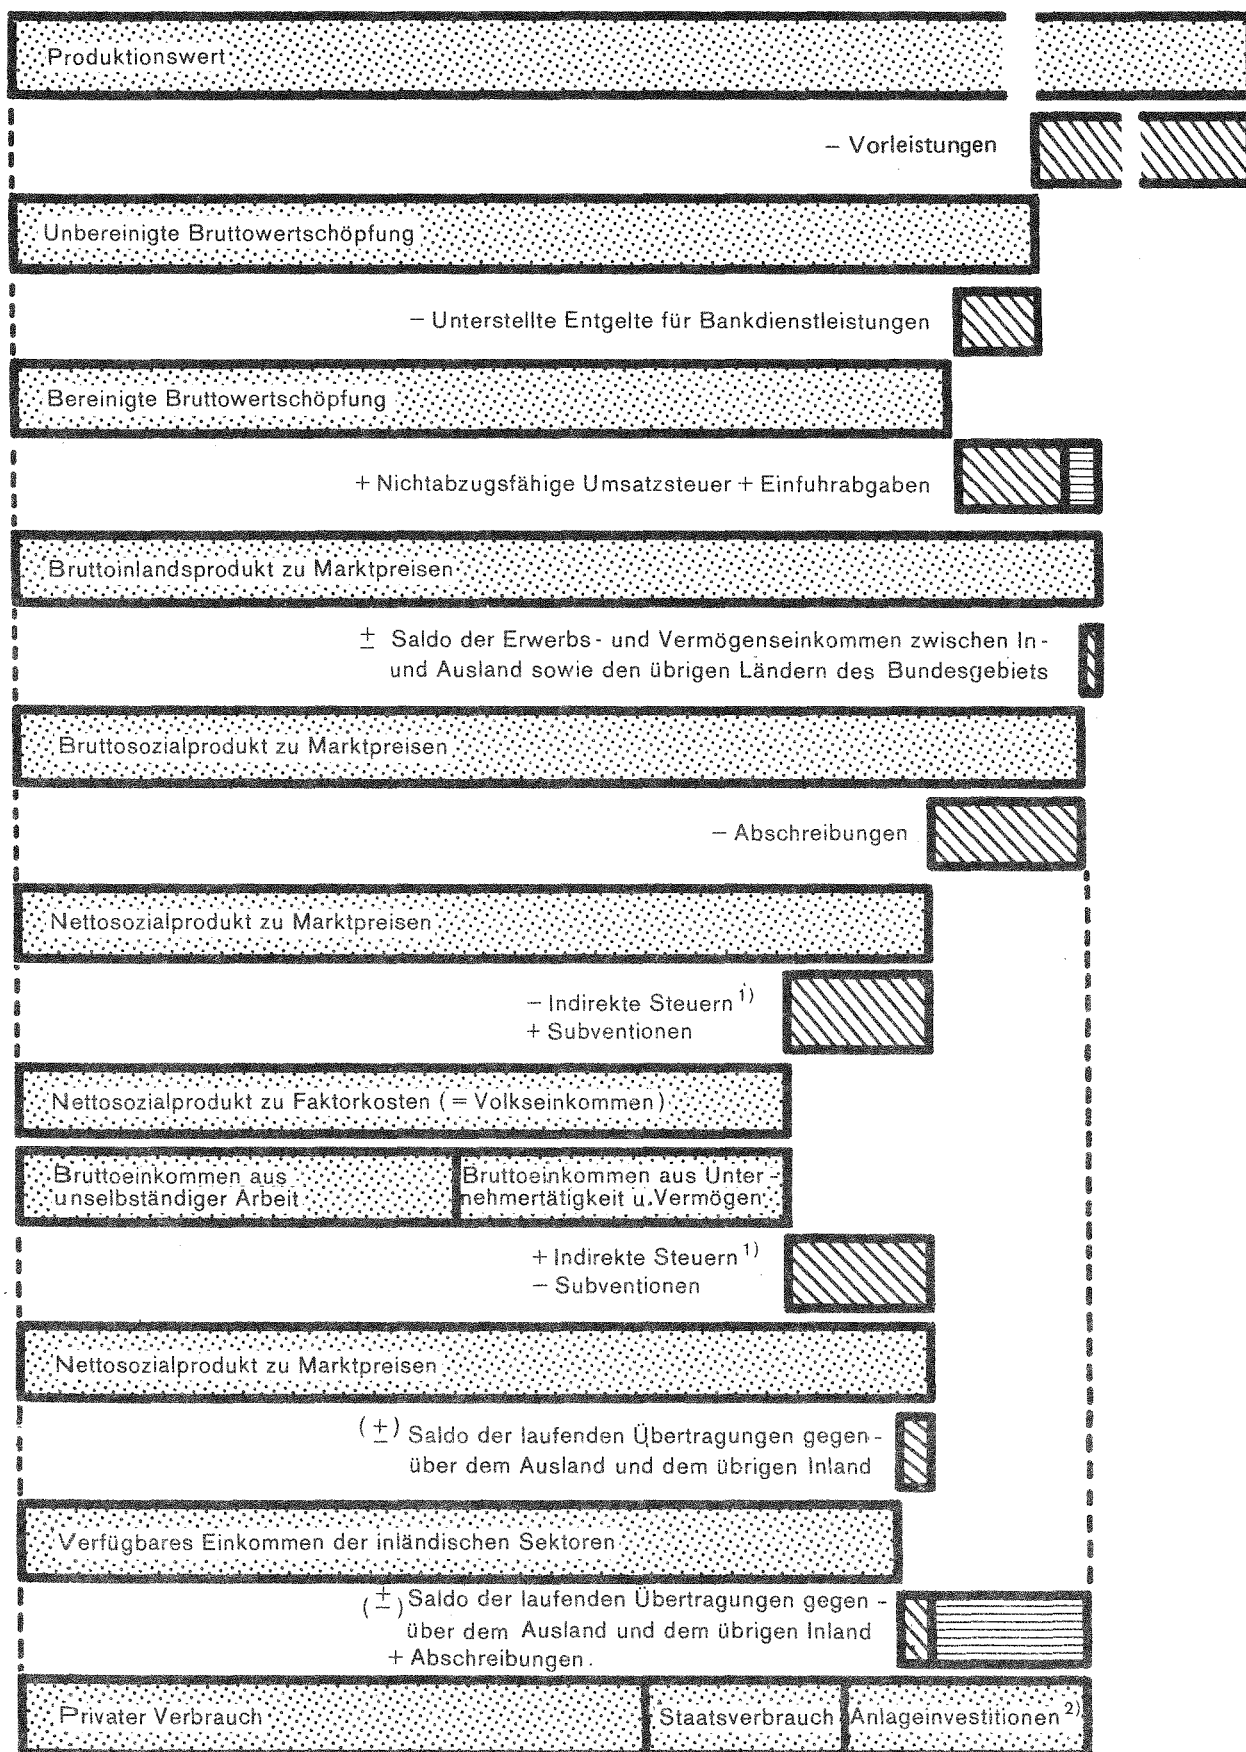 Produktionswert
– Vorleistungen
Unbereinigte Bruttowertschöpfung
– Unterstellte Entgelte für Bankdienstleistungen
Bereinigte Bruttowertschöpfung
+ Nichtabzugsfähige Umsatzsteuer + Einfuhrabgaben
Bruttoinlandsprodukt zu Marktpreisen
± Saldo der Erwerbs- und Vermögenseinkommen zwischen In-
und Ausland sowie den übrigen Ländern des Bundesgebiets
Bruttosozialprodukt zu Marktpreisen
– Abschreibungen
Nettosozialprodukt zu Marktpreisen
– Indirekte Steuern 1)
+ Subventionen
Nettosozialprodukt zu Faktorkosten (= Volkseinkommen)
Bruttoeinkommen aus
unselbständiger Arbeit
Bruttoeinkommen aus Unter-
nehmertätigkeit u. Vermögen
+ Indirekte Steuern 1)
– Subventionen
Nettosozialprodukt zu Marktpreisen
(±) Saldo der laufenden Übertragungen gegen-
über dem Ausland und dem übrigen Inland
Verfügbares Einkommen der inländischen Sektoren
(±) Saldo der laufenden Übertragungen gegen-
über dem Ausland und dem übrigen Inland
+ Abschreibungen.
Privater Verbrauch
Staatsverbrauch
Anlageinvestitionen 2)